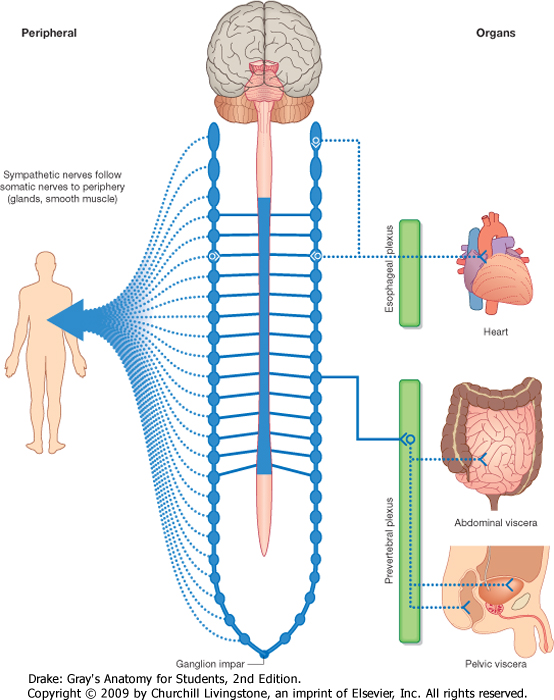 Peripheral
Organs
Sympathetic nerves follow
somatic nerves to periphery
(glands, smooth muscle)
Esophageal plexus
Heart
Prevertebral plexus
Abdominal viscera
Ganglion impar
Pelvic viscera
Drake: Gray's Anatomy for Students, 2nd Edition.
Copyright © 2009 by Churchill Livingstone, an imprint of Elsevier, Inc. All rights reserved.